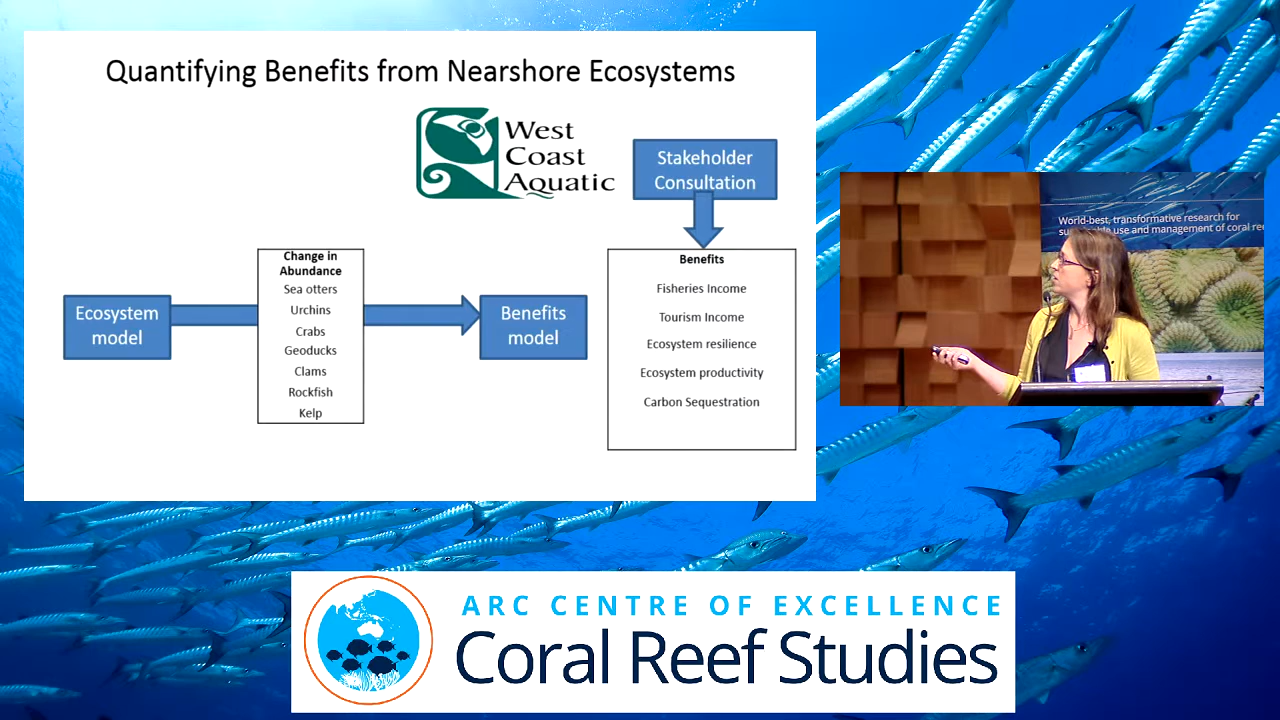 Quantifying Benefits from Nearshore Ecosystems
West
Coast
Aquatic
Stakeholder
Consultation
Ecosystem
model
Change in
Abundance
Sea otters
Urchins
Crabs
Geoducks
Clams
Rockfish
Kelp
Benefits
model
Benefits
Fisheries Income
Tourism Income
Ecosystem resilience
Ecosystem productivity
Carbon Sequestration
World-best, transformative research for
use and management of coral
ARC CENTRE OF EXCELLENCE
Coral Reef Studies